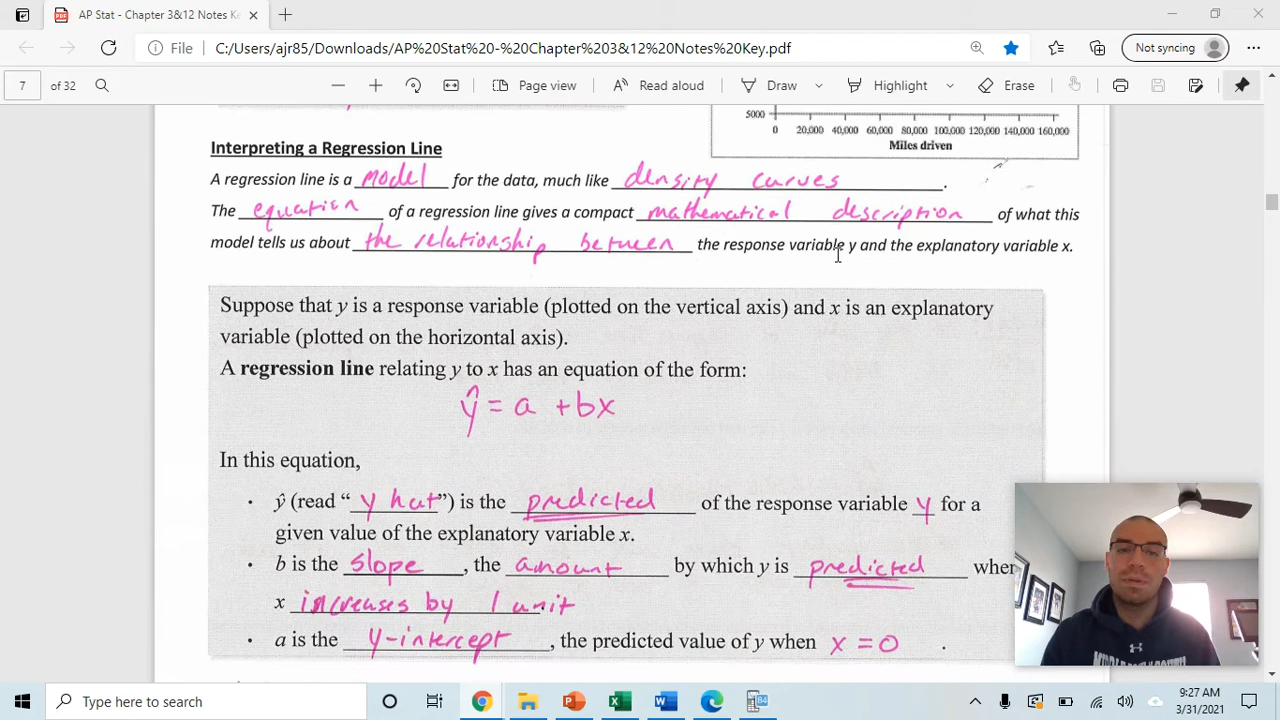 AP Stat - Chapter 3&12 Notes Ke
Not syncing
File C:/Users/ajr85/Downloads/AP%20Stat%20-%20Chapter%203&12%20Notes%20Key.pdf
7 of 32 Page view Read aloud Draw Highlight Erase
5000
0 20,000 40,000 60,000 80,000 100,000 120,000 140,000 160,000
Miles driven
Interpreting a Regression Line
A regression line is a model for the data, much like density curves.
The equation of a regression line gives a compact mathematical description of what this
model tells us about the relationship between the response variable y and the explanatory variable x.
Suppose that y is a response variable (plotted on the vertical axis) and x is an explanatory
variable (plotted on the horizontal axis).
A regression line relating y to x has an equation of the form:
ŷ = a + bx
In this equation,
· ŷ (read “y hat”) is the predicted of the response variable y for a
given value of the explanatory variable x.
· b is the slope, the amount by which y is predicted when
x increases by 1 unit.
· a is the y-intercept, the predicted value of y when x = 0.
Type here to search
9:27 AM
3/31/2021